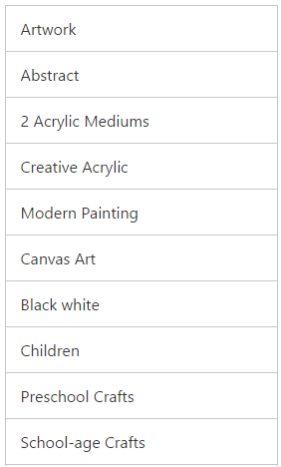 Artwork
Abstract
2 Acrylic Mediums
Creative Acrylic
Modern Painting
Canvas Art
Black white
Children
Preschool Crafts
School-age Crafts